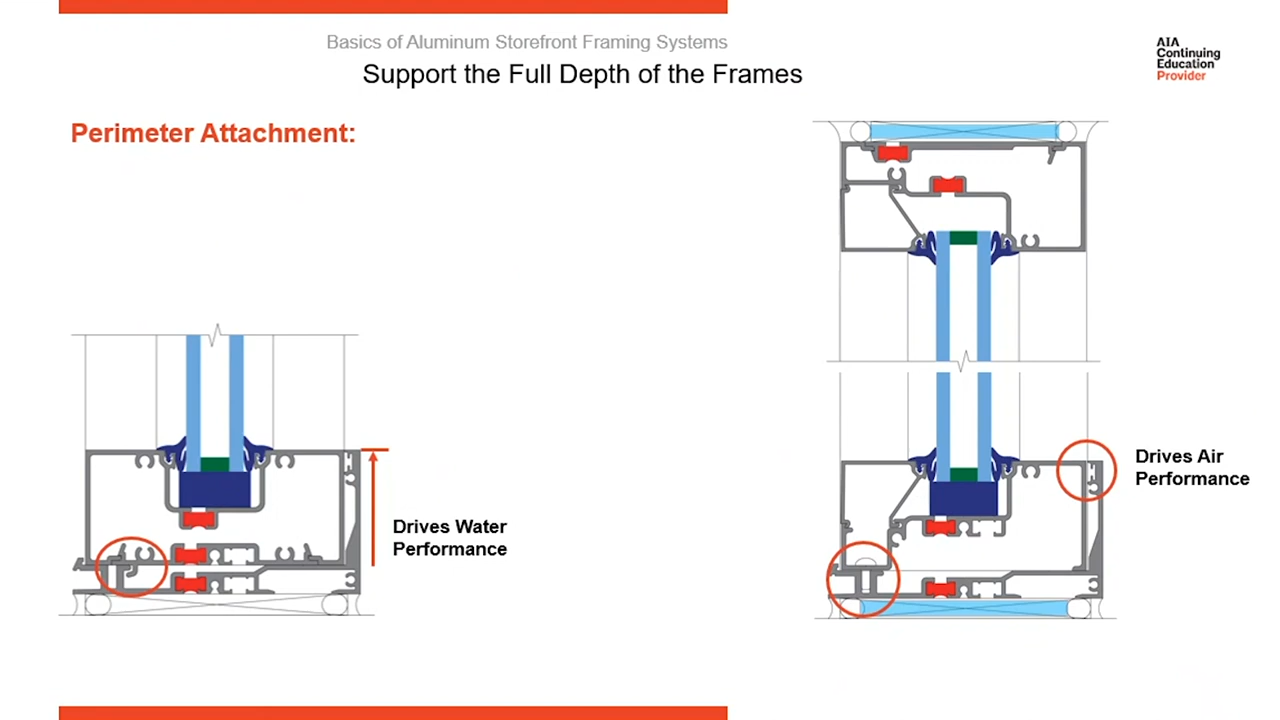 Basics of Aluminum Storefront Framing Systems
Support the Full Depth of the Frames
AIA
Continuing
Education
Provider
Perimeter Attachment:
Drives Air
Performance
Drives Water
Performance